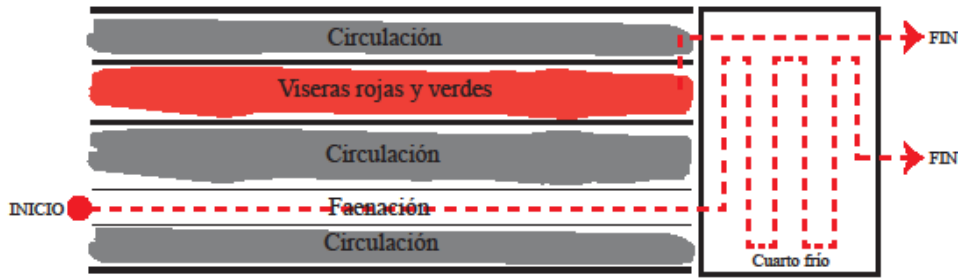 Circulación
FIN
Viseras rojas y verdes
Circulación
FIN
INICIO
Faenación
Circulación
Cuarto frío